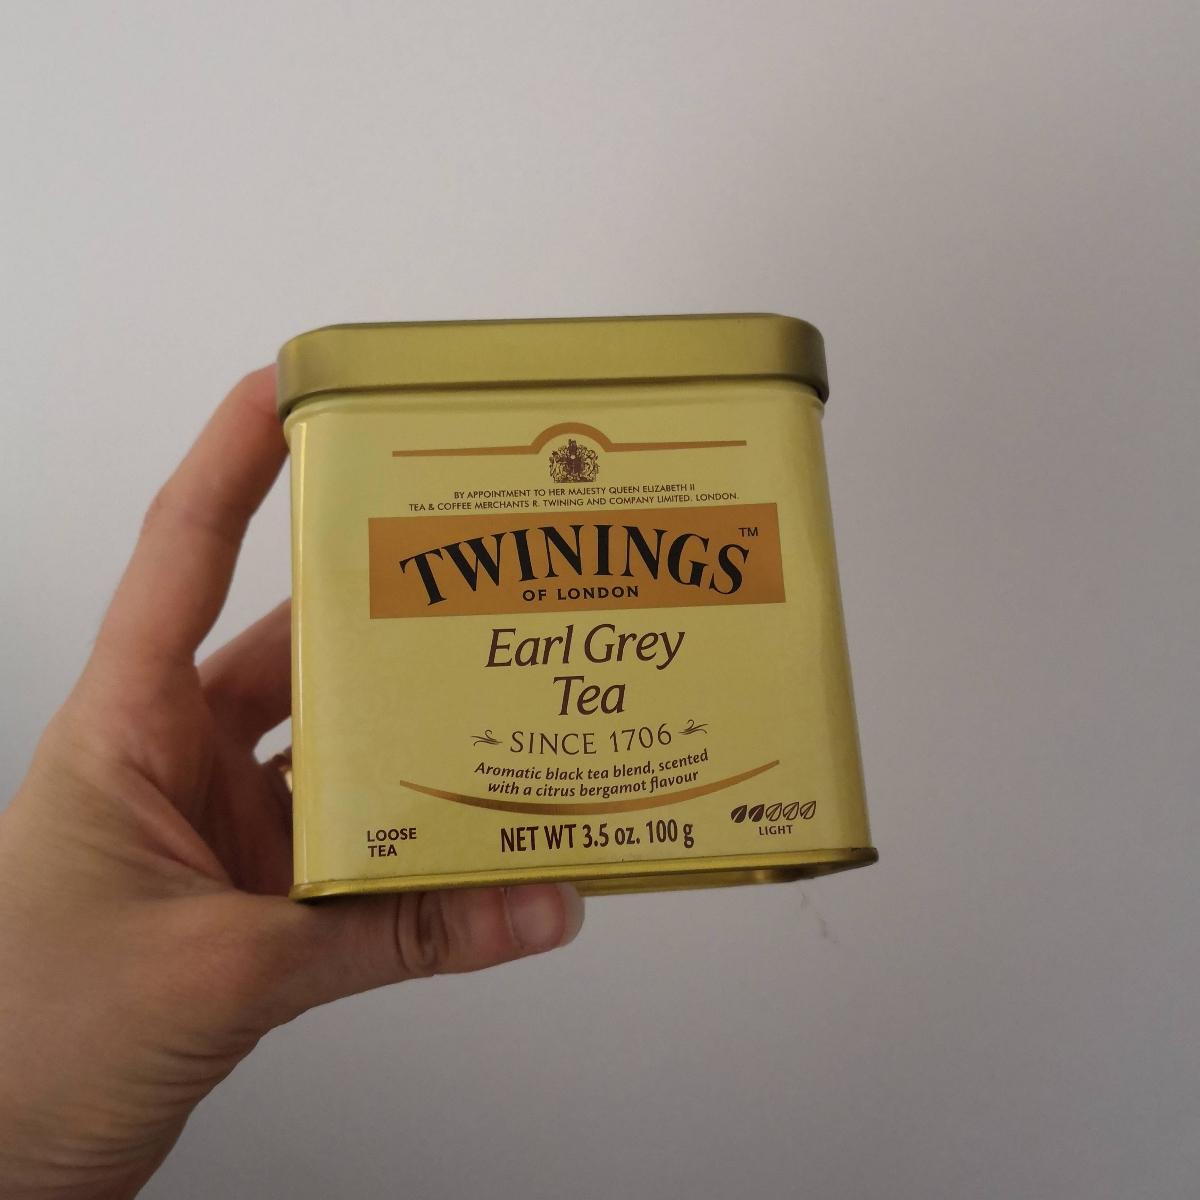 BY APPOINTMENT TO HER MAJESTY QUEEN ELIZABETH II
TEA & COFFEE MERCHANTS R. TWINING AND COMPANY LIMITED. LONDON.
TWININGS™
OF LONDON
Earl Grey
Tea
SINCE 1706
Aromatic black tea blend, scented
with a citrus bergamot flavour
LOOSE
TEA
NET WT 3.5 oz. 100 g
LIGHT